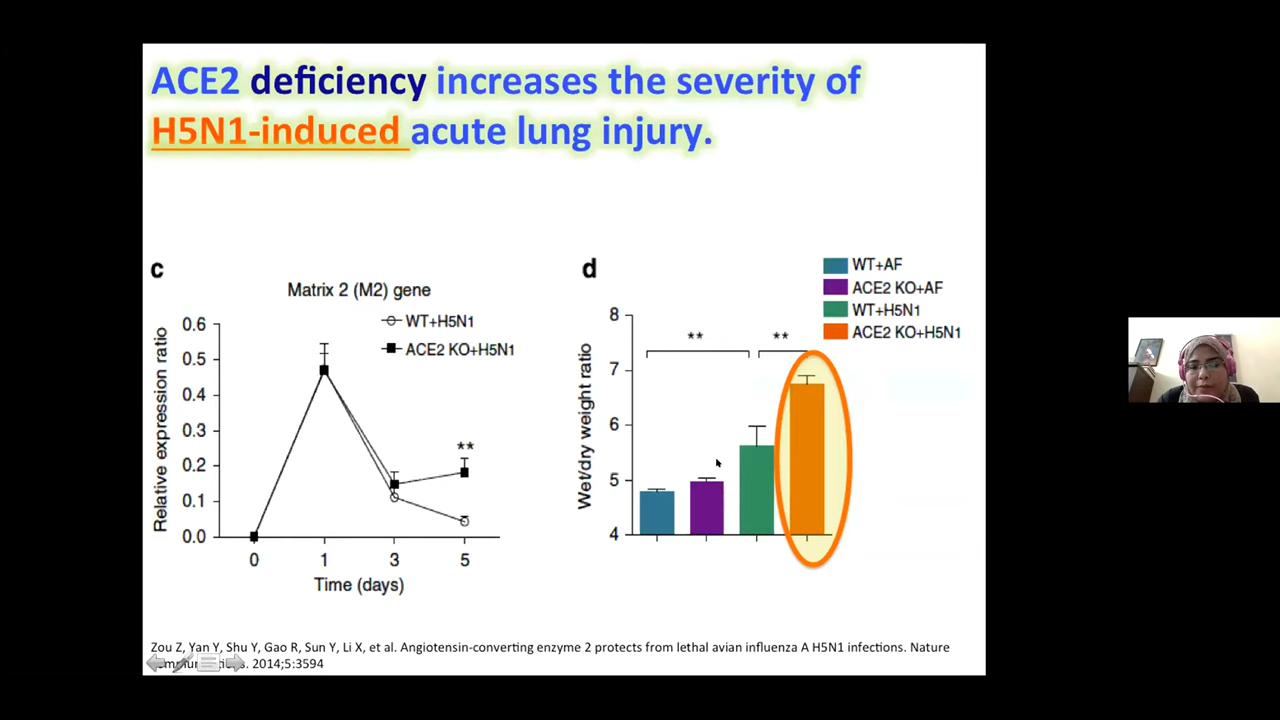 ACE2 deficiency increases the severity of
H5N1-induced acute lung injury.
c
Matrix 2 (M2) gene
WT+H5N1
ACE2 KO+H5N1
Relative expression ratio
0.6
0.5
0.4
0.3
0.2
0.1
0.0
**
0 1 3 5
Time (days)
d
WT+AF
ACE2 KO+AF
WT+H5N1
ACE2 KO+H5N1
Wet/dry weight ratio
8
7
6
5
4
** **
Zou Z, Yan Y, Shu Y, Gao R, Sun Y, Li X, et al. Angiotensin-converting enzyme 2 protects from lethal avian influenza A H5N1 infections. Nature
2014;5:3594